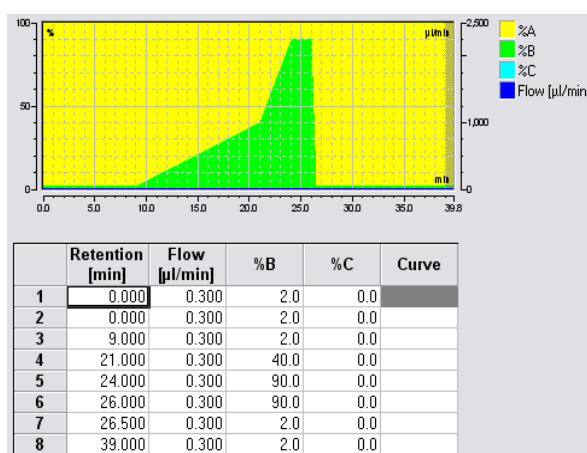 100 % µl/min 2,500
50 1,000
0 min 0
0.0 5.0 10.0 15.0 20.0 25.0 30.0 35.0 39.8
%A
%B
%C
Flow [µl/min
Retention [min] Flow [µl/min] %B %C Curve
1 0.000 0.300 2.0 0.0
2 0.000 0.300 2.0 0.0
3 9.000 0.300 2.0 0.0
4 21.000 0.300 40.0 0.0
5 24.000 0.300 90.0 0.0
6 26.000 0.300 90.0 0.0
7 26.500 0.300 2.0 0.0
8 39.000 0.300 2.0 0.0